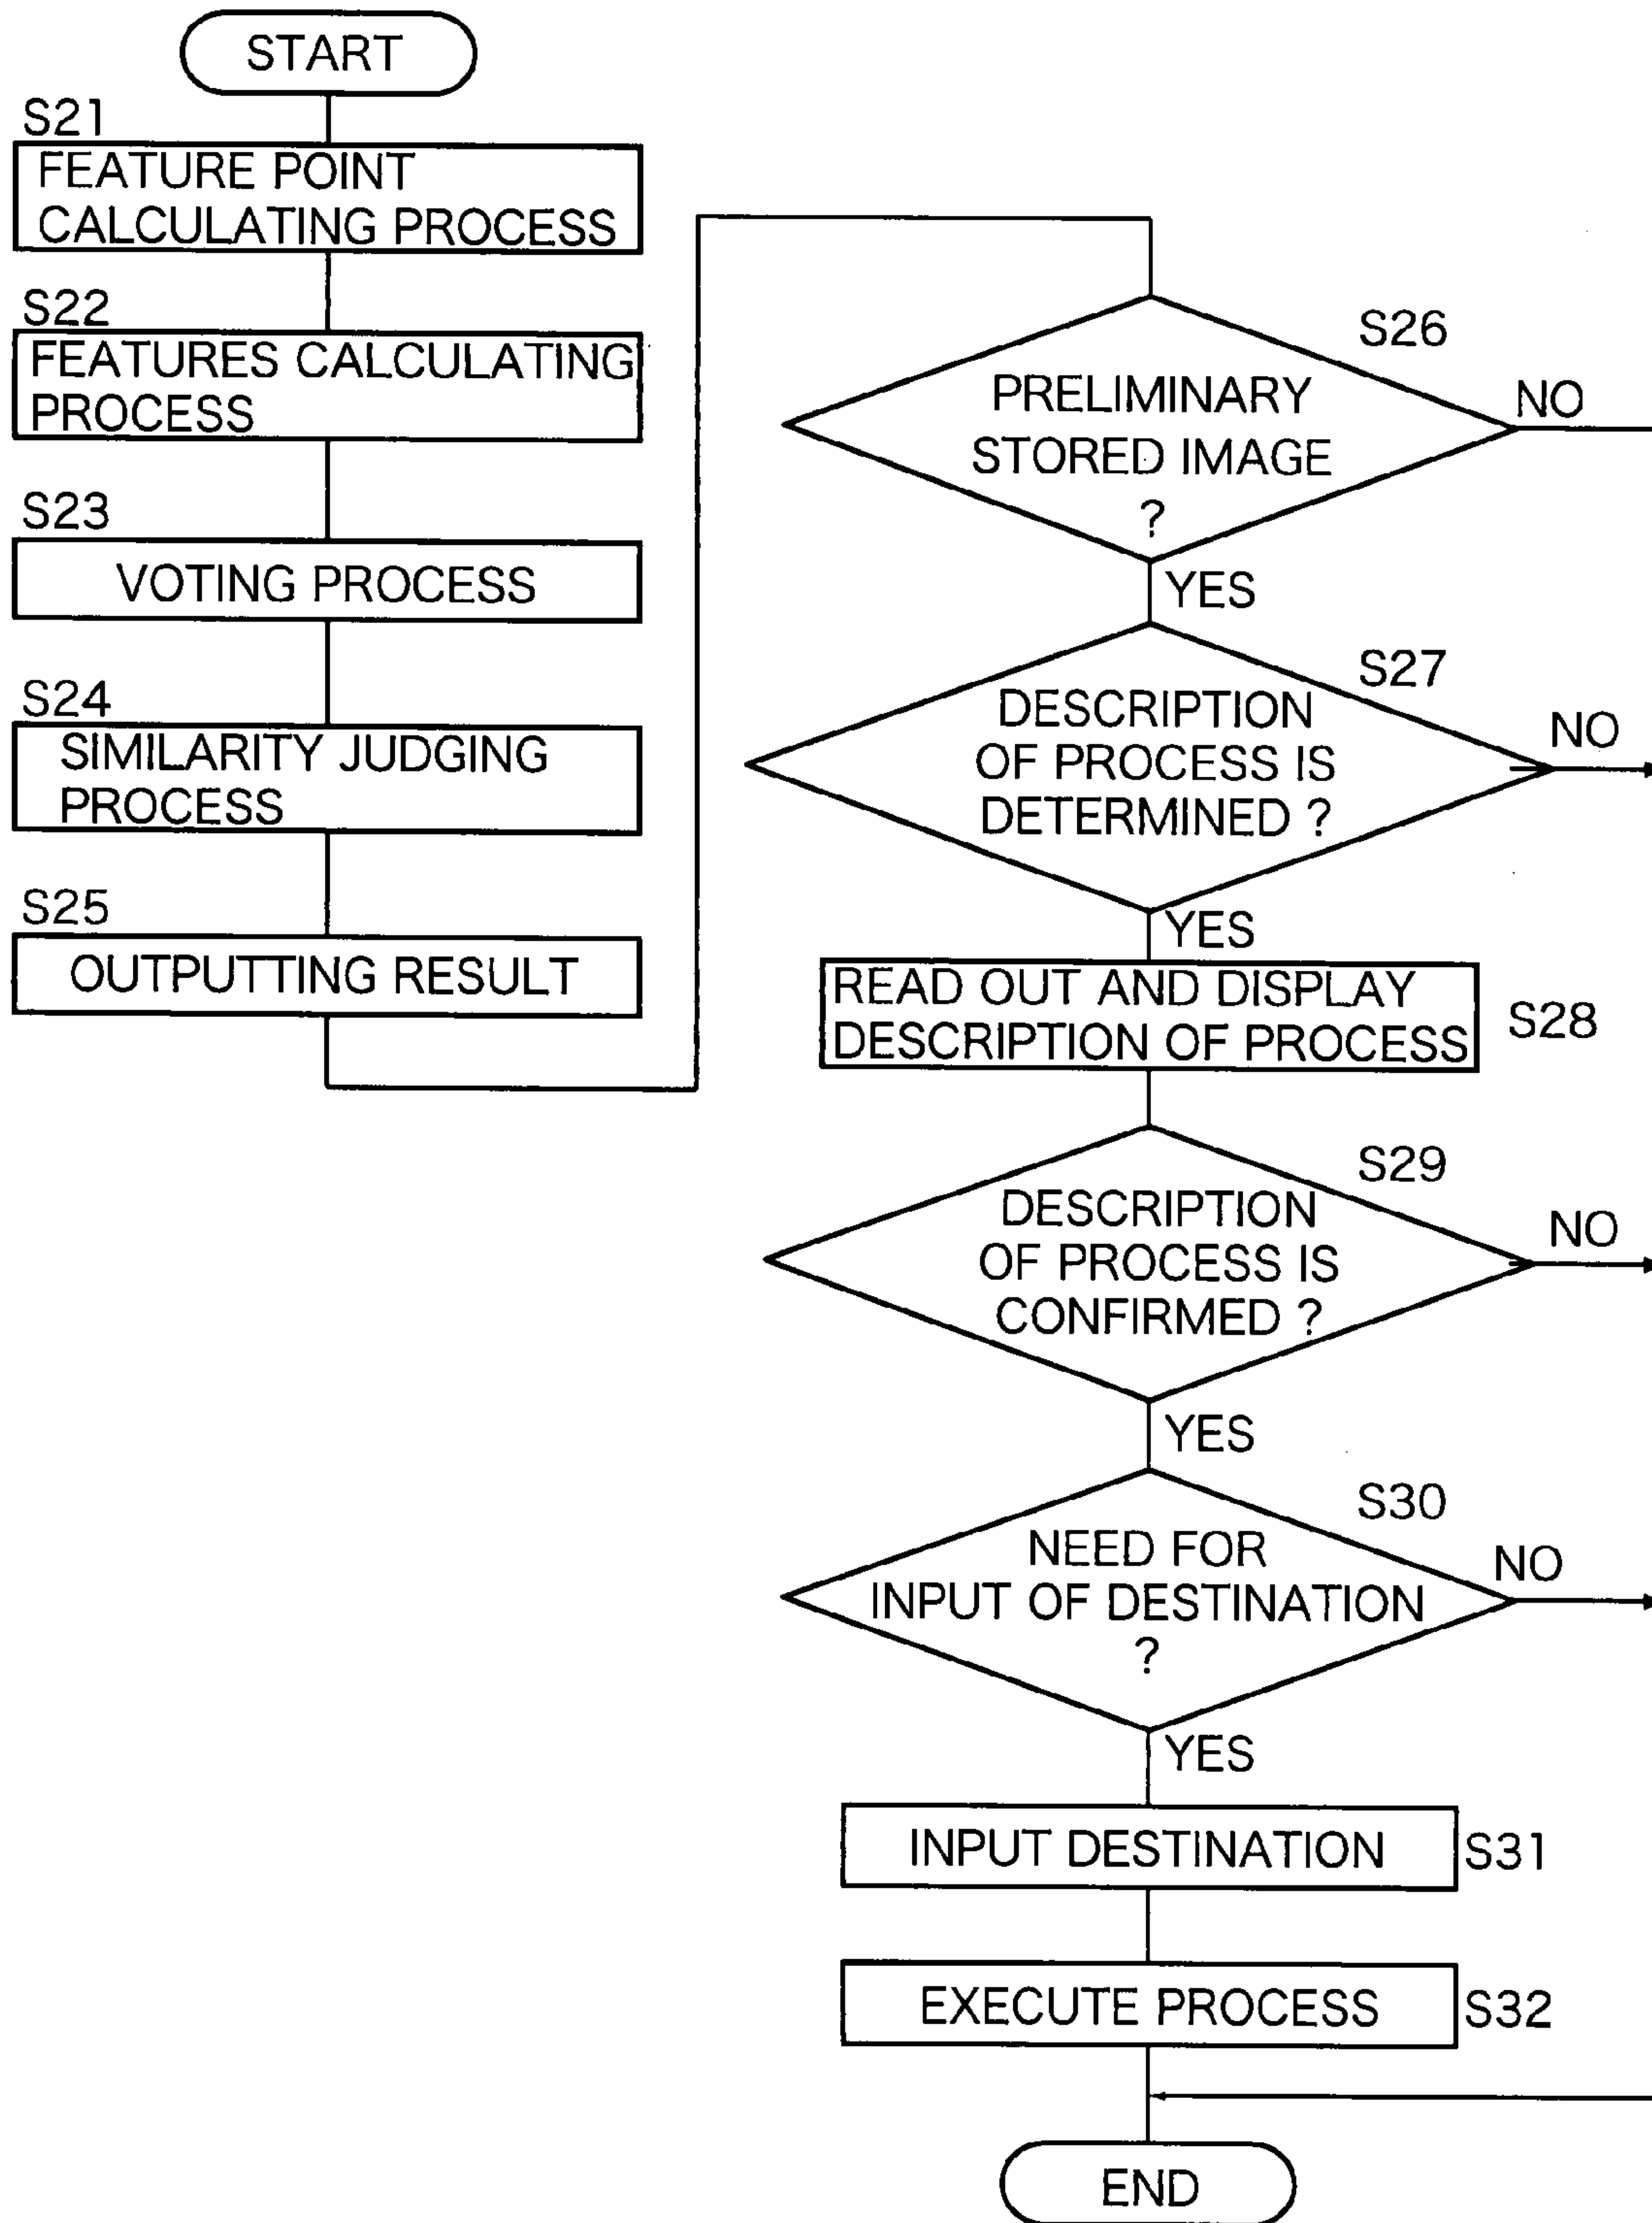 START
S21
FEATURE POINT
CALCULATING PROCESS
S22
FEATURES CALCULATING
PROCESS
S23
VOTING PROCESS
S24
SIMILARITY JUDGING
PROCESS
S25
OUTPUTTING RESULT
S26
PRELIMINARY
STORED IMAGE
?
NO
YES
S27
DESCRIPTION
OF PROCESS IS
DETERMINED ?
NO
YES
READ OUT AND DISPLAY
DESCRIPTION OF PROCESS
S28
S29
DESCRIPTION
OF PROCESS IS
CONFIRMED ?
NO
YES
S30
NEED FOR
INPUT OF DESTINATION
?
NO
YES
INPUT DESTINATION
S31
EXECUTE PROCESS
S32
END